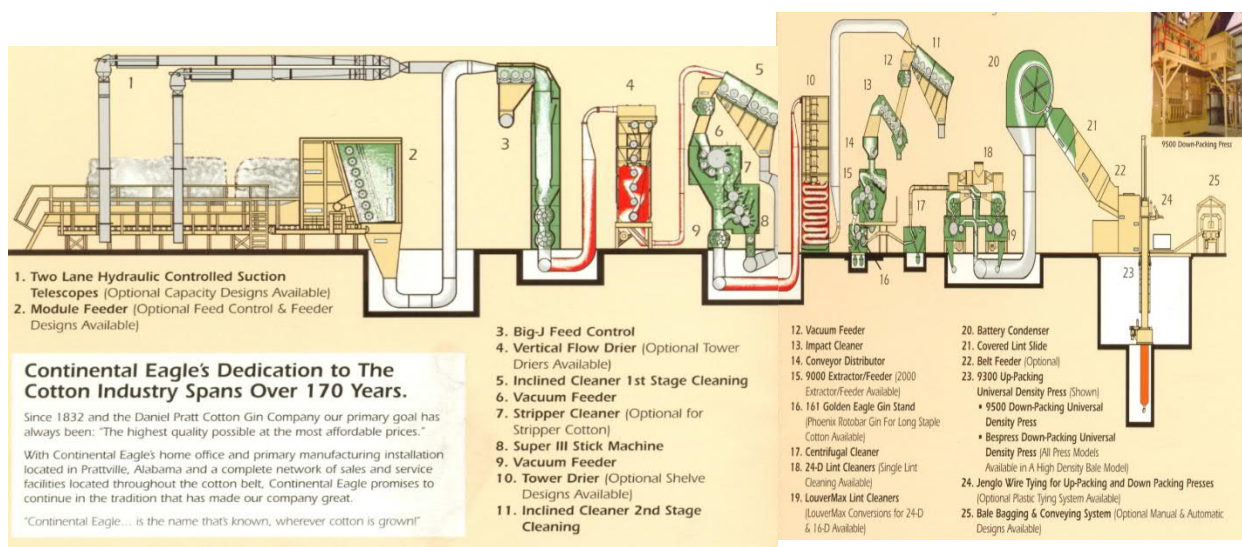 1
2
3
4
5
6
7
8
9
10
11
12
13
14
15
16
17
18
19
20
21
22
23
24
25
9500 Down-Packing Press
1. Two Lane Hydraulic Controlled Suction
Telescopes (Optional Capacity Designs Available)
2. Module Feeder (Optional Feed Control & Feeder
Designs Available)
Continental Eagle's Dedication to The
Cotton Industry Spans Over 170 Years.
Since 1832 and the Daniel Pratt Cotton Gin Company our primary goal has
always been: "The highest quality possible at the most affordable prices."
With Continental Eagle's home office and primary manufacturing installation
located in Prattville, Alabama and a complete network of sales and service
facilities located throughout the cotton belt, Continental Eagle promises to
continue in the tradition that has made our company great.
"Continental Eagle... is the name that's known, wherever cotton is grown!"
3. Big-J Feed Control
4. Vertical Flow Drier (Optional Tower
Driers Available)
5. Inclined Cleaner 1st Stage Cleaning
6. Vacuum Feeder
7. Stripper Cleaner (Optional for
Stripper Cotton)
8. Super III Stick Machine
9. Vacuum Feeder
10. Tower Drier (Optional Shelve
Designs Available)
11. Inclined Cleaner 2nd Stage
Cleaning
12. Vacuum Feeder
13. Impact Cleaner
14. Conveyor Distributor
15. 9000 Extractor/Feeder (2000
Extractor/Feeder Available)
16. 161 Golden Eagle Gin Stand
(Phoenix Rotobar Gin For Long Staple
Cotton Available)
17. Centrifugal Cleaner
18. 24-D Lint Cleaners (Single Lint
Cleaning Available)
19. LouverMax Lint Cleaners
(LouverMax Conversions for 24-D
& 16-D Available)
20. Battery Condenser
21. Covered Lint Slide
22. Belt Feeder (Optional)
23. 9300 Up-Packing
Universal Density Press (Shown)
• 9500 Down-Packing Universal
Density Press
• Bespress Down-Packing Universal
Density Press (All Press Models
Available in A High Density Bale Model)
24. Jenglo Wire Tying for Up-Packing and Down Packing Presses
(Optional Plastic Tying System Available)
25. Bale Bagging & Conveying System (Optional Manual & Automatic
Designs Available)